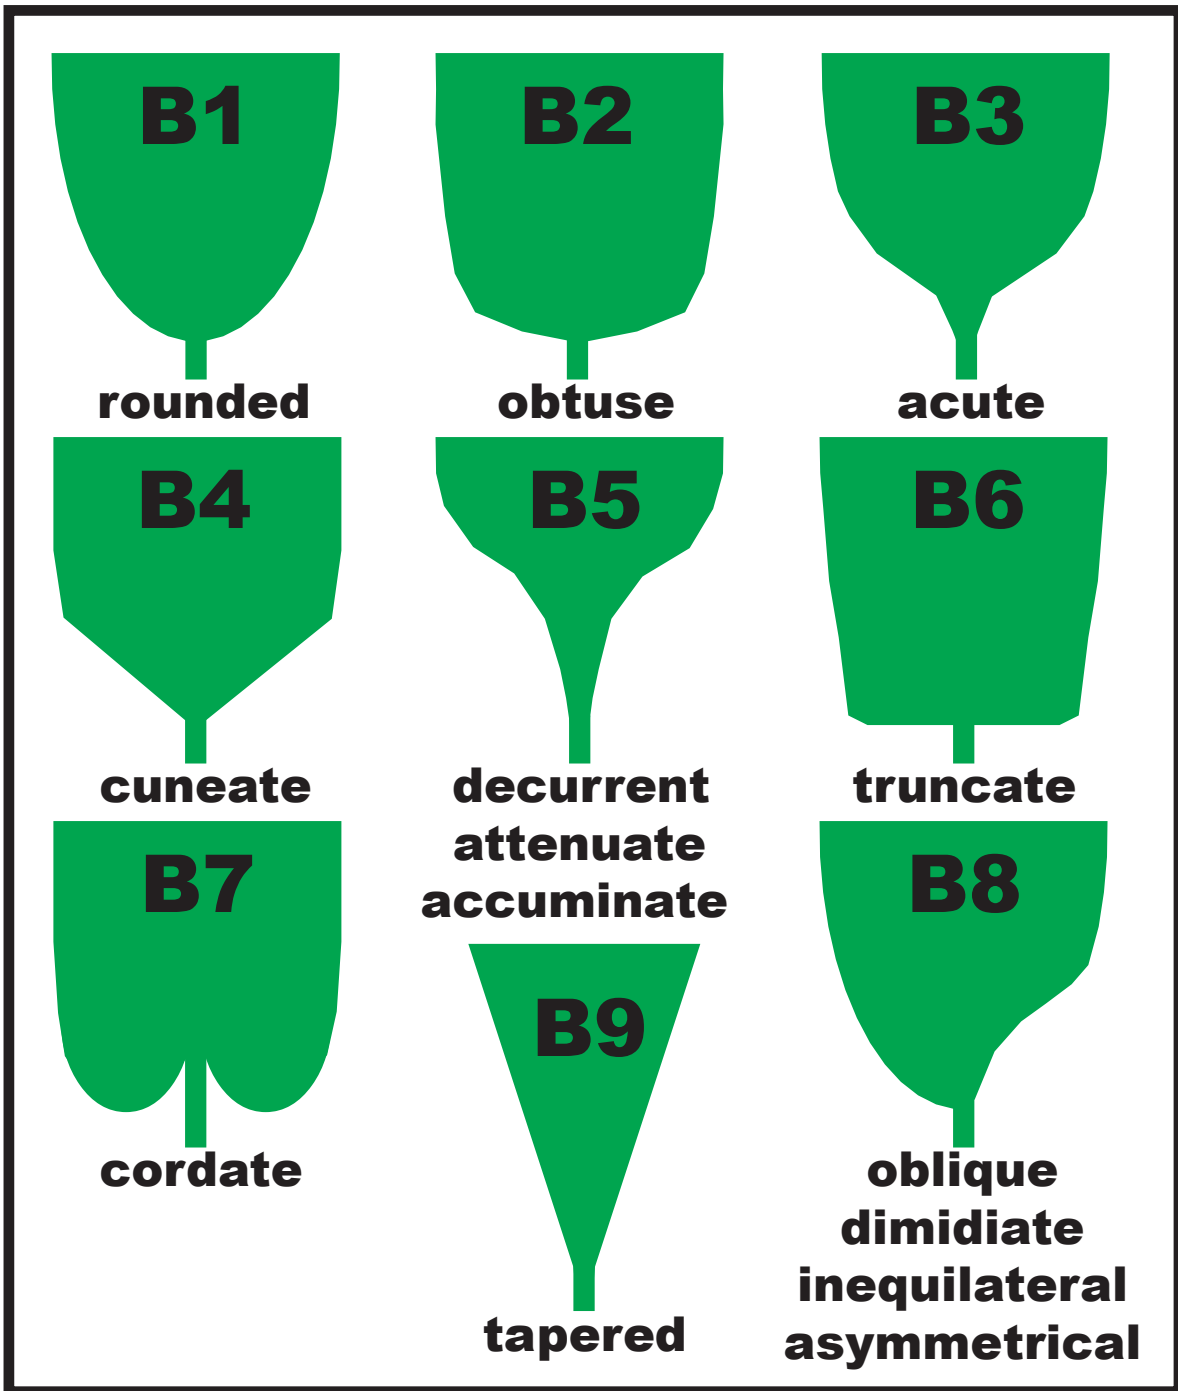 B1
B2
B3
rounded
obtuse
acute
B4
B5
B6
cuneate
decurrent
attenuate
accuminate
truncate
B7
B8
cordate
B9
tapered
oblique
dimidiate
inequilateral
asymmetrical